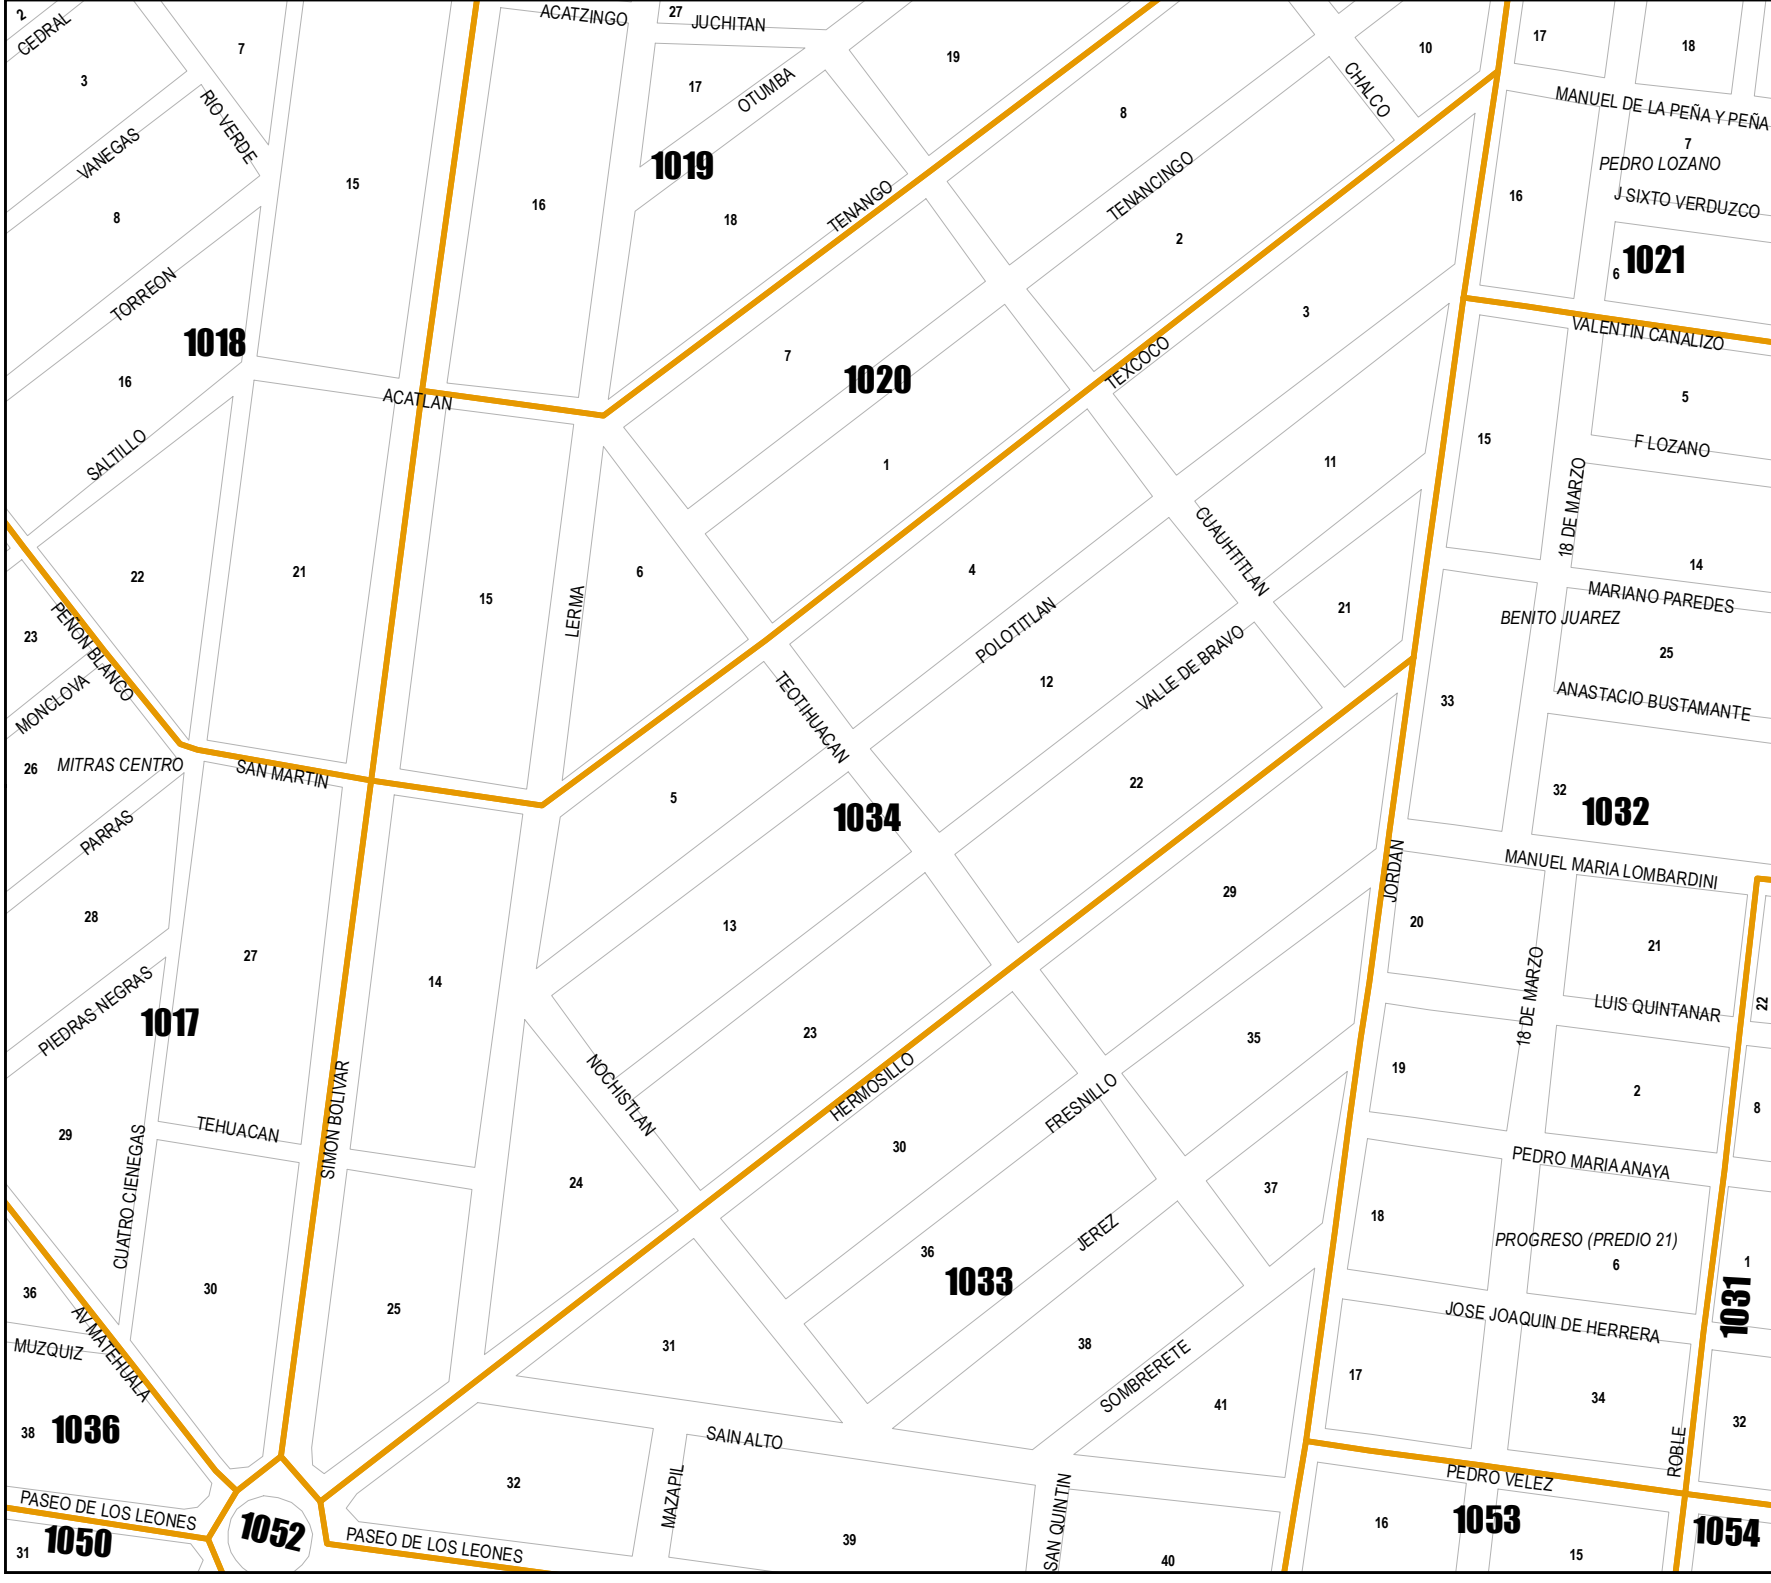 2
CEDRAL
3
7
RIO VERDE
VANEGAS
8
TORREON
1018
16
SALTILLO
15
ACATLAN
22
21
23
PEÑON BLANCO
MONCLOVA
26
MITRAS CENTRO
SAN MARTIN
PARRAS
28
27
PIEDRAS NEGRAS
1017
29
TEHUACAN
CUATRO CIENEGAS
SIMON BOLIVAR
36
30
AV MATEHUALA
MUZQUIZ
38
1036
PASEO DE LOS LEONES
31
1050
1052
PASEO DE LOS LEONES
ACATZINGO
27
JUCHITAN
17
OTUMBA
19
1019
16
18
TENANGO
8
TENANCINGO
2
CHALCO
10
7
1020
TEXCOCO
3
1
15
LERMA
6
4
POLOTITLAN
CUAUHTITLAN
11
21
12
VALLE DE BRAVO
TEOTIHUACAN
5
1034
22
13
14
23
NOCHISTLAN
HERMOSILLO
29
35
FRESNILLO
30
24
25
37
36
1033
JEREZ
31
38
SOMBRERETE
41
SAIN ALTO
32
MAZAPIL
39
SAN QUINTIN
40
17
18
MANUEL DE LA PEÑA Y PEÑA
7
PEDRO LOZANO
16
J SIXTO VERDUZCO
1021
6
VALENTIN CANALIZO
5
15
F LOZANO
18 DE MARZO
14
MARIANO PAREDES
BENITO JUAREZ
25
33
ANASTACIO BUSTAMANTE
32
1032
JORDAN
MANUEL MARIA LOMBARDINI
20
21
18 DE MARZO
LUIS QUINTANAR
22
19
2
8
PEDRO MARIA ANAYA
18
PROGRESO (PREDIO 21)
6
1
1031
JOSE JOAQUIN DE HERRERA
17
34
32
ROBLE
PEDRO VELEZ
16
1053
1054
15